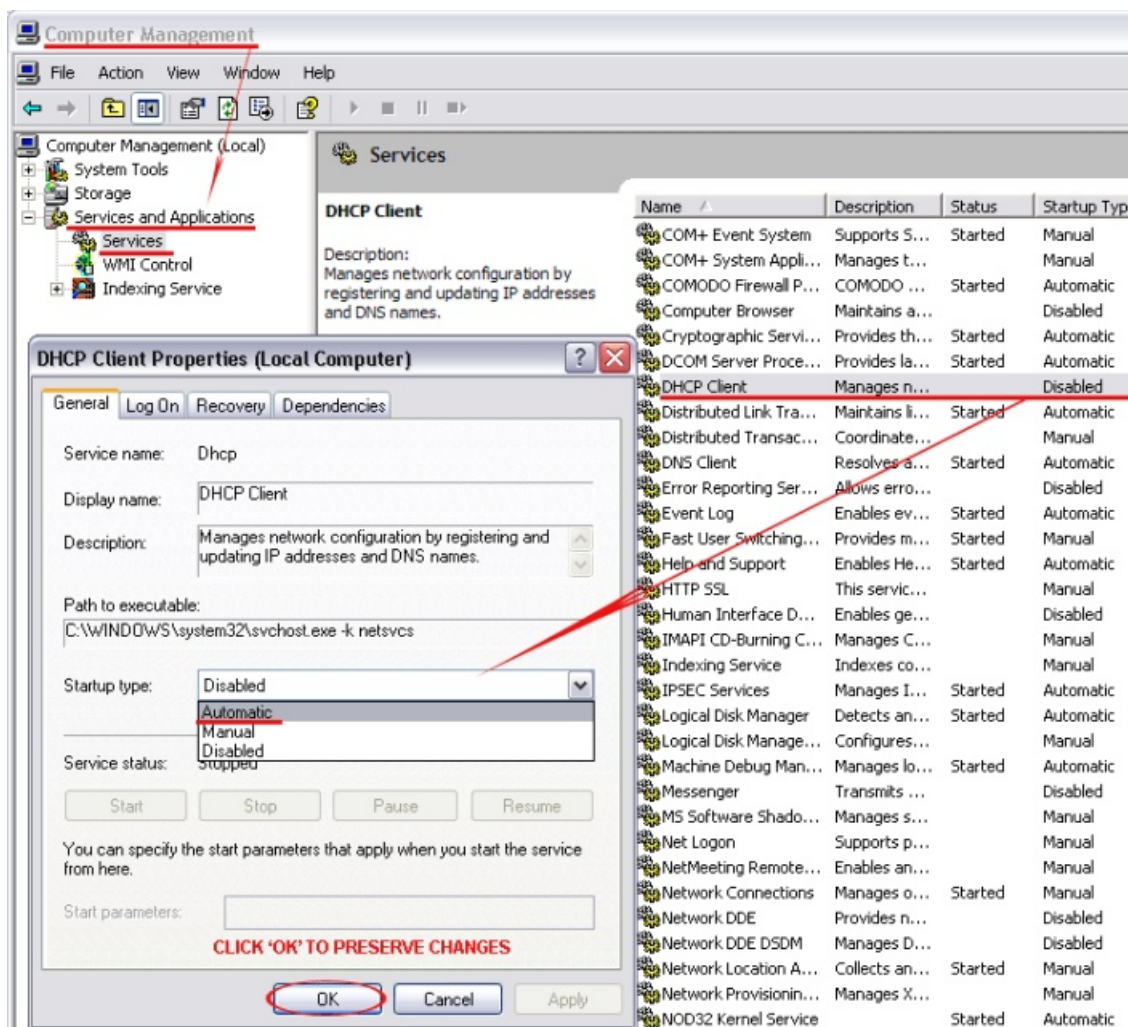 Computer Management
File Action View Window Help
Computer Management (Local)
System Tools
Storage
Services and Applications
Services
WMI Control
Indexing Service
Services
DHCP Client
Description:
Manages network configuration by
registering and updating IP addresses
and DNS names.
Name Description Status Startup Typ
COM+ Event System Supports S... Started Manual
COM+ System Appli... Manages t... Manual
COMODO Firewall P... COMODO ... Started Automatic
Computer Browser Maintains a... Disabled
Cryptographic Servi... Provides th... Started Automatic
DCOM Server Proce... Provides la... Started Automatic
DHCP Client Manages n... Disabled
Distributed Link Tra... Maintains li... Started Automatic
Distributed Transac... Coordinate... Manual
DNS Client Resolves a... Started Automatic
Error Reporting Ser... Allows erro... Disabled
Event Log Enables ev... Started Automatic
Fast User Switching... Provides m... Started Manual
Help and Support Enables He... Started Automatic
HTTP SSL This servic... Manual
Human Interface D... Enables ge... Disabled
IMAPI CD-Burning C... Manages C... Manual
Indexing Service Indexes co... Manual
IPSEC Services Manages I... Started Automatic
Logical Disk Manager Detects an... Started Automatic
Logical Disk Manage... Configures... Manual
Machine Debug Man... Manages lo... Started Automatic
Messenger Transmits ... Disabled
MS Software Shado... Manages s... Manual
Net Logon Supports p... Manual
NetMeeting Remote... Enables an... Manual
Network Connections Manages o... Started Manual
Network DDE Provides n... Disabled
Network DDE DSDM Manages D... Disabled
Network Location A... Collects an... Started Manual
Network Provisionin... Manages X... Manual
NOD32 Kernel Service Started Automatic
DHCP Client Properties (Local Computer)
General Log On Recovery Dependencies
Service name: Dhcp
Display name: DHCP Client
Description: Manages network configuration by registering and
updating IP addresses and DNS names.
Path to executable:
C:\WINDOWS\system32\svchost.exe -k netsvcs
Startup type: Disabled
Automatic
Manual
Disabled
Service status: Stopped
Start Stop Pause Resume
You can specify the start parameters that apply when you start the service
from here.
Start parameters:
CLICK 'OK' TO PRESERVE CHANGES
OK Cancel Apply